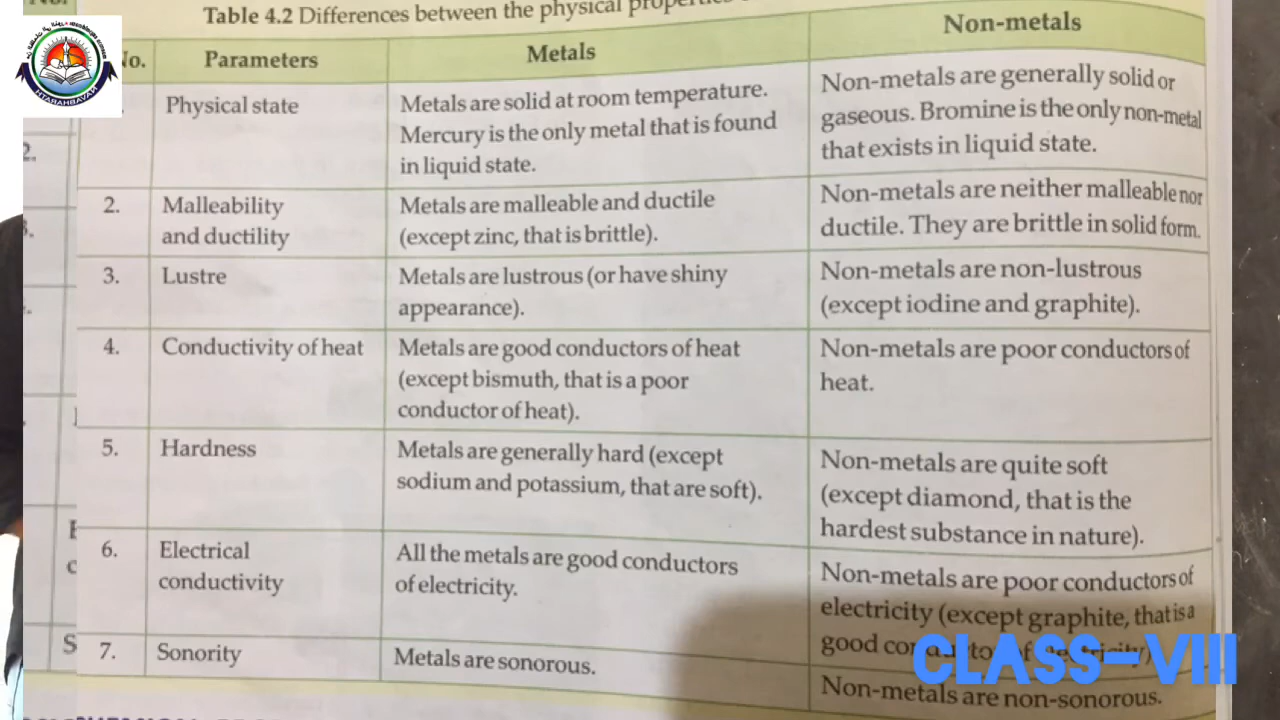 Table 4.2 Differences between the physical
No. Parameters Metals Non-metals
Physical state
Metals are solid at room temperature.
Mercury is the only metal that is found
in liquid state.
Non-metals are generally solid or
gaseous. Bromine is the only non-metal
that exists in liquid state.
2. Malleability
and ductility
Metals are malleable and ductile
(except zinc, that is brittle).
Non-metals are neither malleable nor
ductile. They are brittle in solid form.
3. Lustre
Metals are lustrous (or have shiny
appearance).
Non-metals are non-lustrous
(except iodine and graphite).
4. Conductivity of heat
Metals are good conductors of heat
(except bismuth, that is a poor
conductor of heat).
Non-metals are poor conductors of
heat.
5. Hardness
Metals are generally hard (except
sodium and potassium, that are soft).
Non-metals are quite soft
(except diamond, that is the
hardest substance in nature).
6. Electrical
conductivity
All the metals are good conductors
of electricity.
Non-metals are poor conductors of
electricity (except graphite, that is a
good
7. Sonority
Metals are sonorous.
Non-metals are non-sonorous.
CLASS-VIII